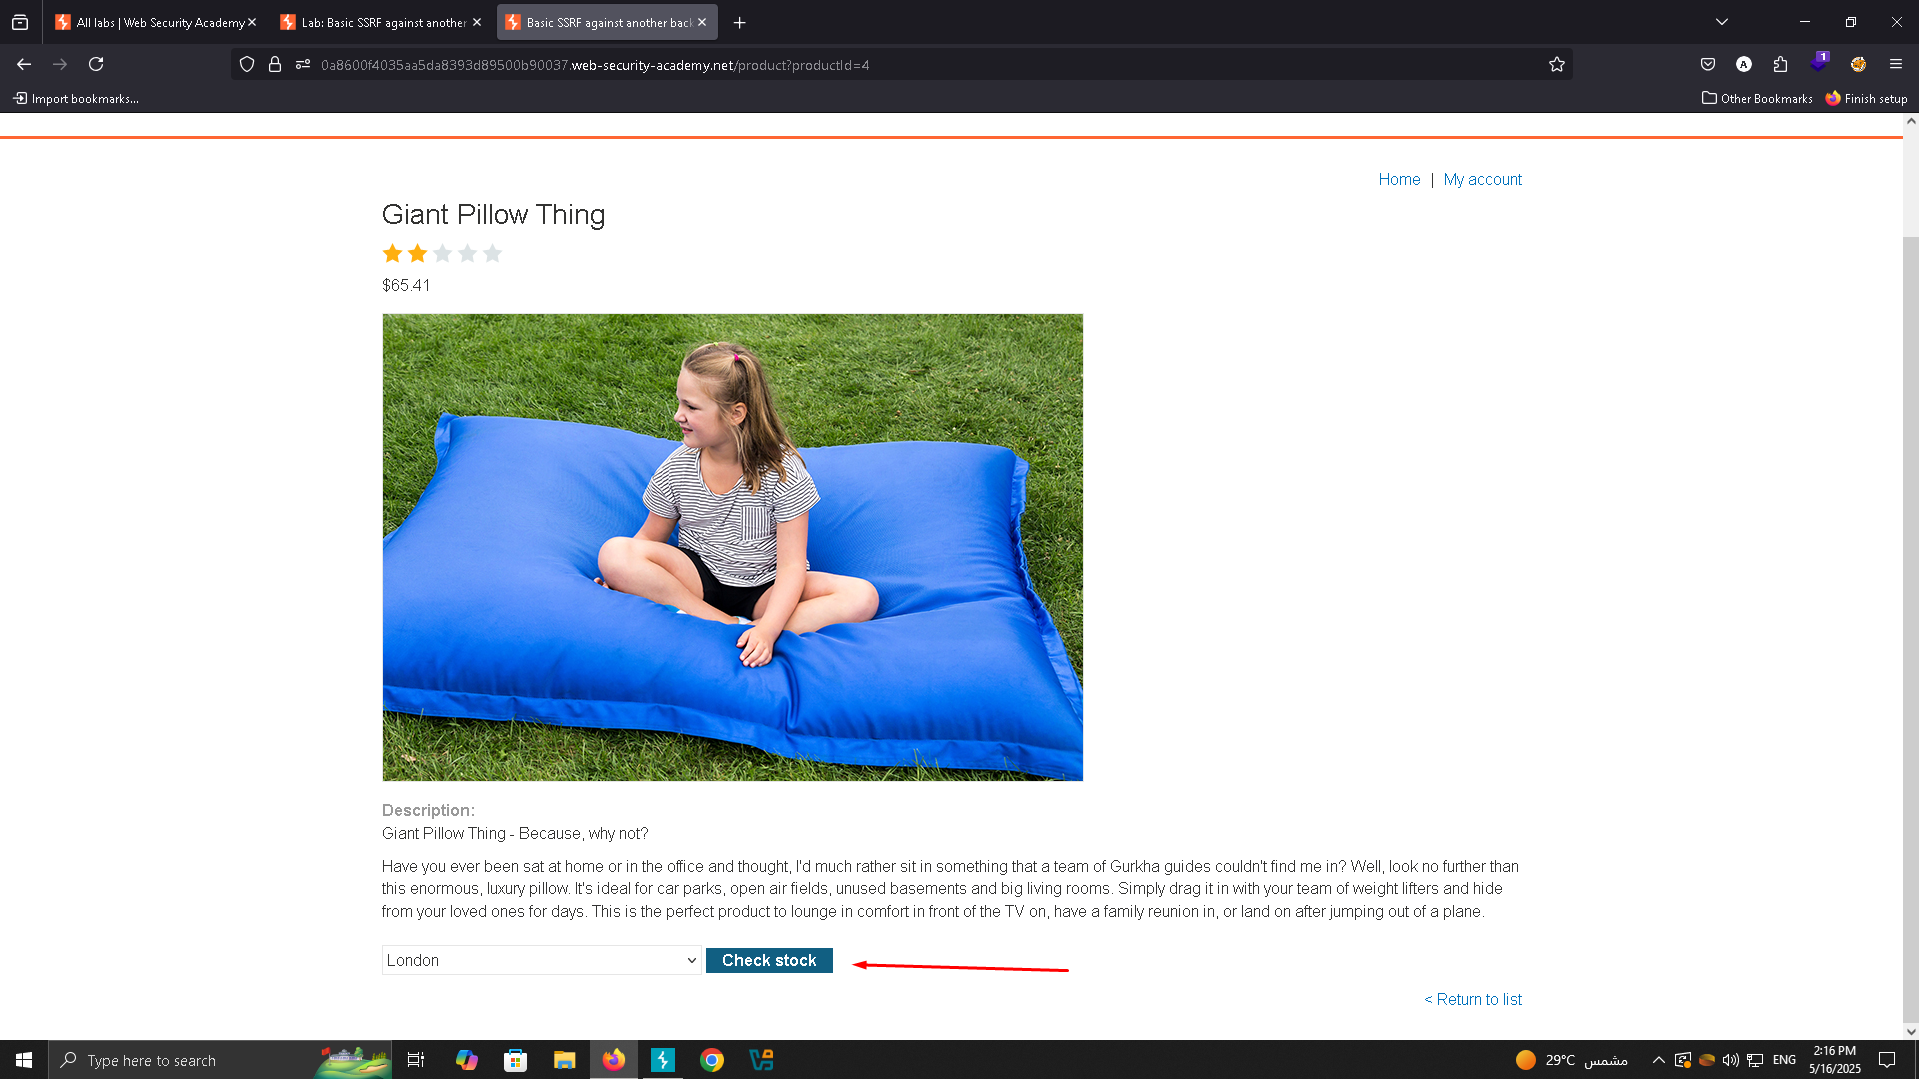 All labs | Web Security Academy
Lab: Basic SSRF against another
Basic SSRF against another back
0a8600f4035aa5da8393d89500b90037.web-security-academy.net/product?productId=4
A
1
Import bookmarks...
Other Bookmarks
Finish setup
Home | My account
Giant Pillow Thing
$65.41
Description:
Giant Pillow Thing - Because, why not?
Have you ever been sat at home or in the office and thought, I'd much rather sit in something that a team of Gurkha guides couldn't find me in? Well, look no further than
this enormous, luxury pillow. It's ideal for car parks, open air fields, unused basements and big living rooms. Simply drag it in with your team of weight lifters and hide
from your loved ones for days. This is the perfect product to lounge in comfort in front of the TV on, have a family reunion in, or land on after jumping out of a plane.
London
Check stock
< Return to list
Type here to search
29°C مشمس
ENG
2:16 PM
5/16/2025